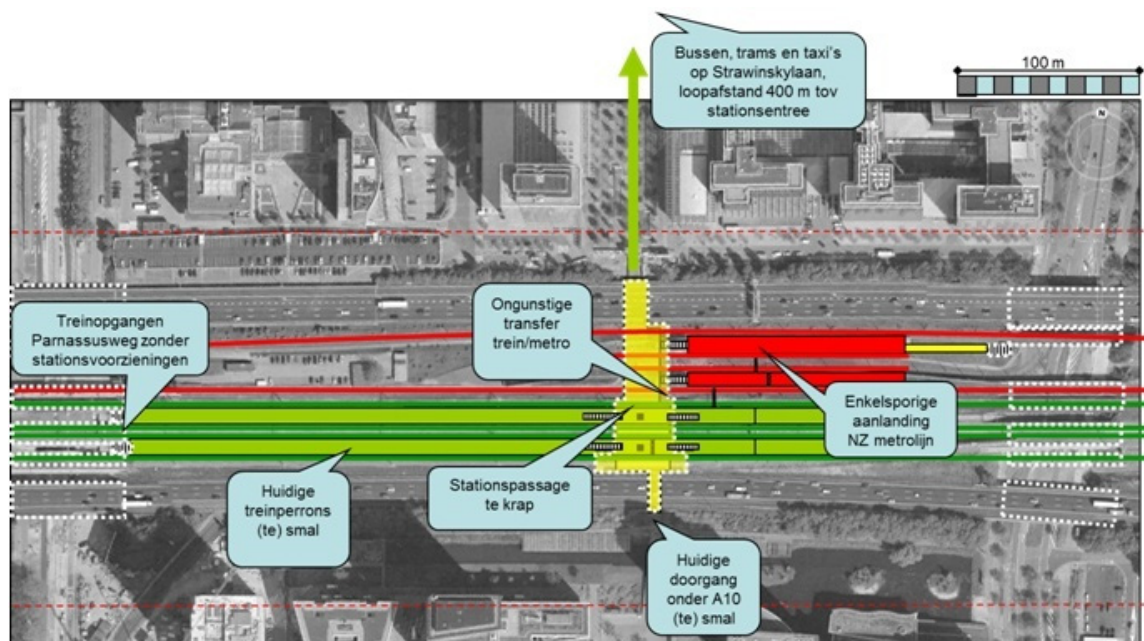 Bussen, trams en taxi's
op Strawinskylaan,
loopafstand 400 m tov
stationsentree
100 m
N
Treinopgangen
Parnassusweg zonder
stationsvoorzieningen
Ongunstige
transfer
trein/metro
Enkelsporige
aanlanding
NZ metrolijn
Huidige
treinperrons
(te) smal
Stationspassage
te krap
Huidige
doorgang
onder A10
(te) smal